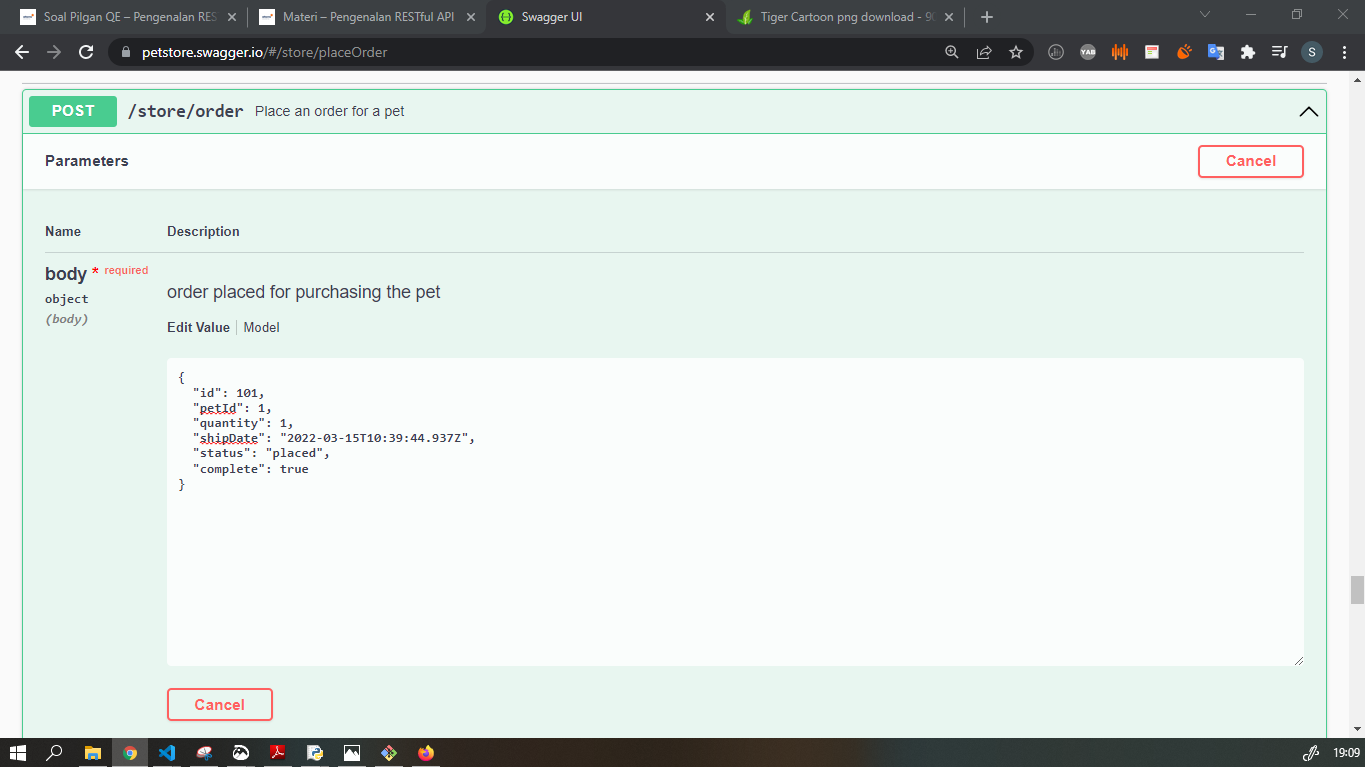 Soal Pilgan QE – Pengenalan RES
Materi – Pengenalan RESTful API
Swagger UI
Tiger Cartoon png download - 90
petstore.swagger.io/#/store/placeOrder
YAB
S
POST /store/order Place an order for a pet
Parameters
Cancel
Name Description
body * required
object
(body)
order placed for purchasing the pet
Edit Value | Model
{
"id": 101,
"petId": 1,
"quantity": 1,
"shipDate": "2022-03-15T10:39:44.937Z",
"status": "placed",
"complete": true
}
Cancel
19:09